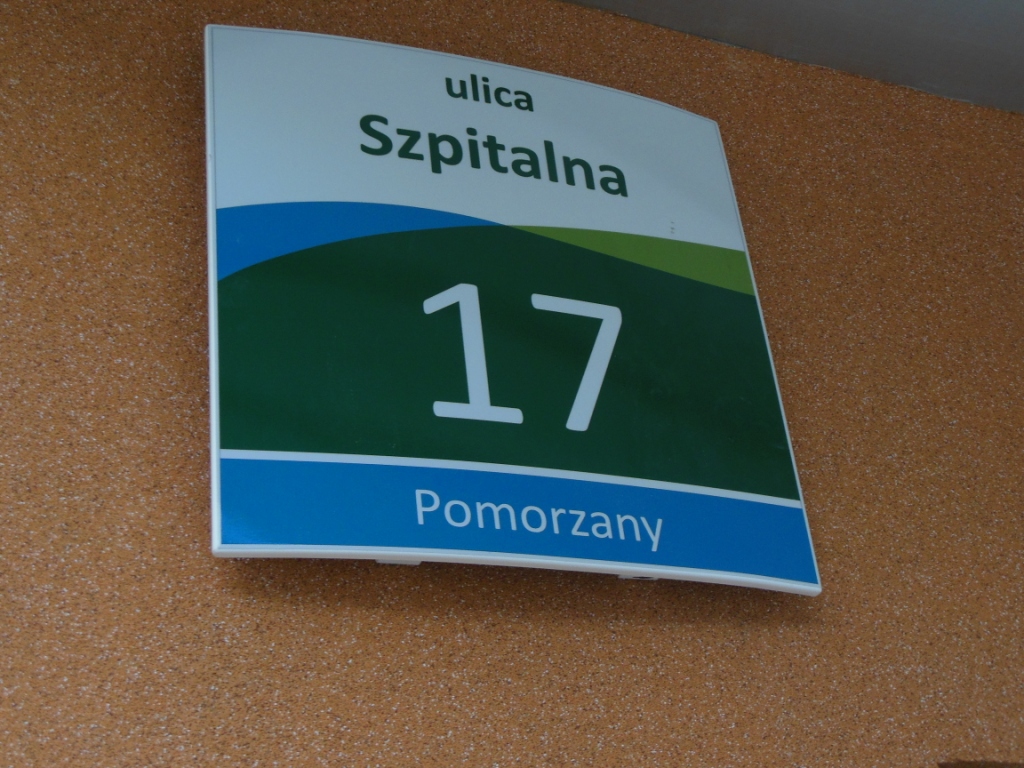 ulica
Szpitalna
17
Pomorzany